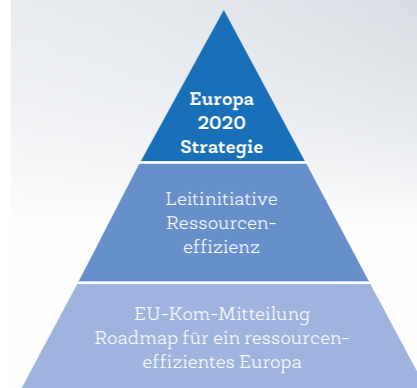 Europa
2020
Strategie
Leitinitiative
Ressourcen-
effizienz
EU-Kom-Mitteilung
Roadmap für ein ressourcen-
effizientes Europa